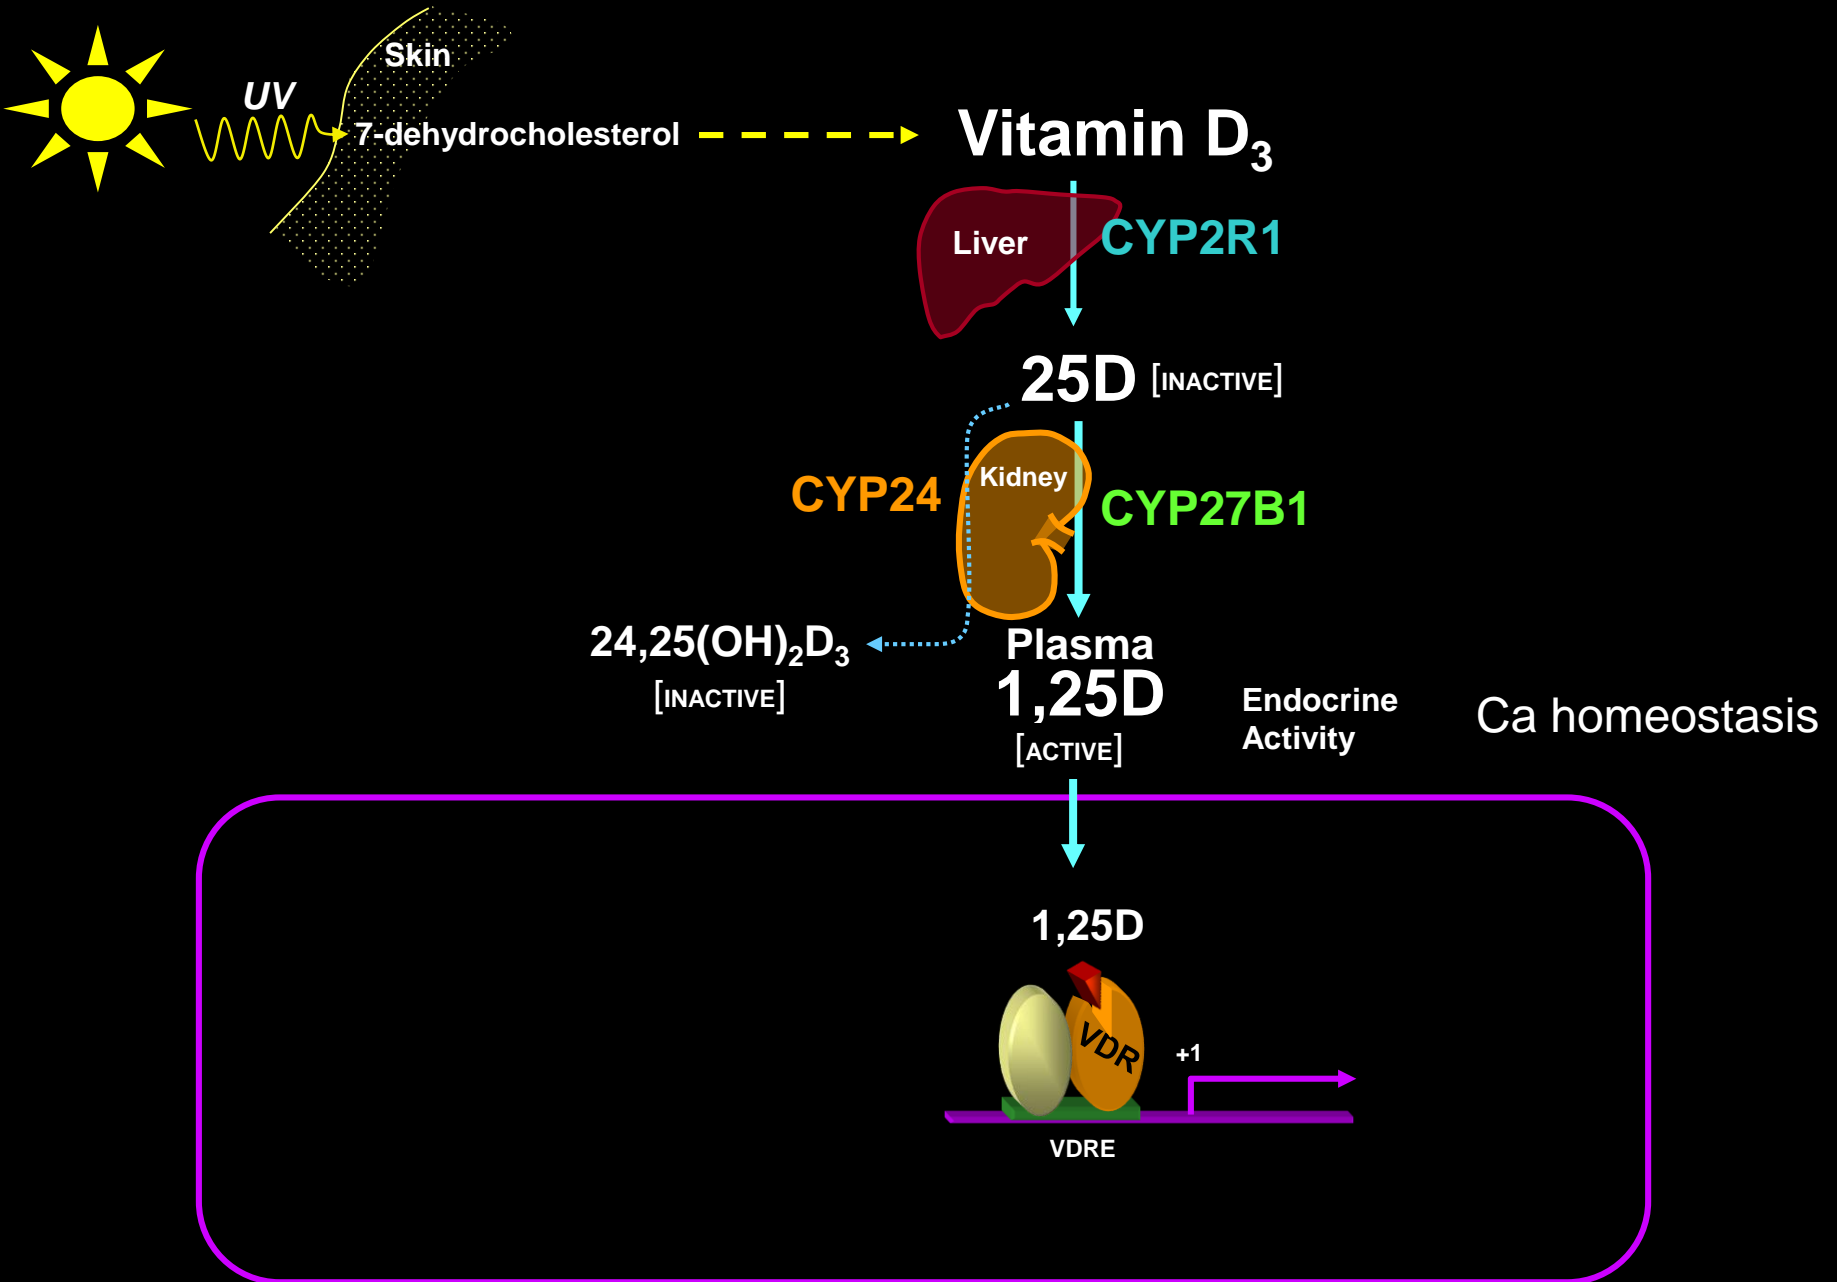 Skin
UV
7-dehydrocholesterol
Vitamin D₃
Liver
CYP2R1
25D [INACTIVE]
Kidney
CYP24
CYP27B1
24,25(OH)₂D₃
[INACTIVE]
Plasma
1,25D
[ACTIVE]
Endocrine
Activity
Ca homeostasis
1,25D
VDR
+1
VDRE